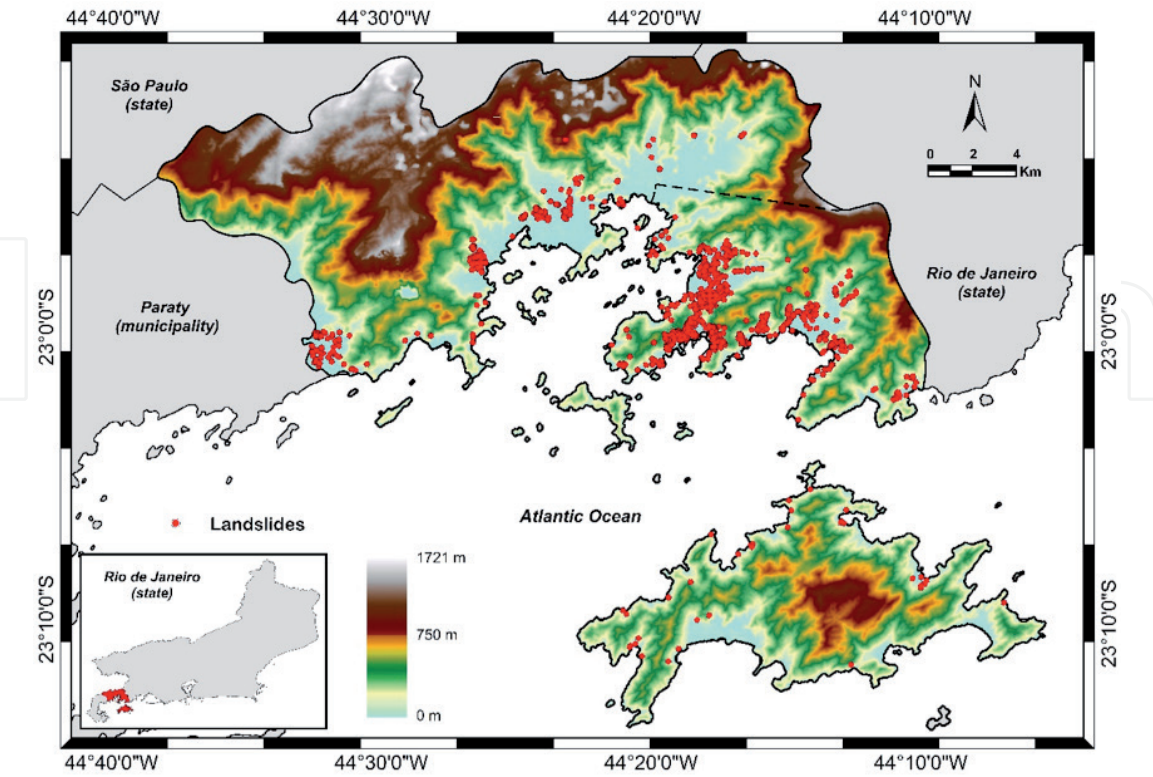 44°40'0"W 44°30'0"W 44°20'0"W 44°10'0"W
São Paulo
(state)
N
0 2 4
Km
Paraty
(municipality)
Rio de Janeiro
(state)
23°0'0"S
23°0'0"S
Atlantic Ocean
Landslides
Rio de Janeiro
(state)
1721 m
750 m
0 m
23°10'0"S
23°10'0"S
44°40'0"W 44°30'0"W 44°20'0"W 44°10'0"W